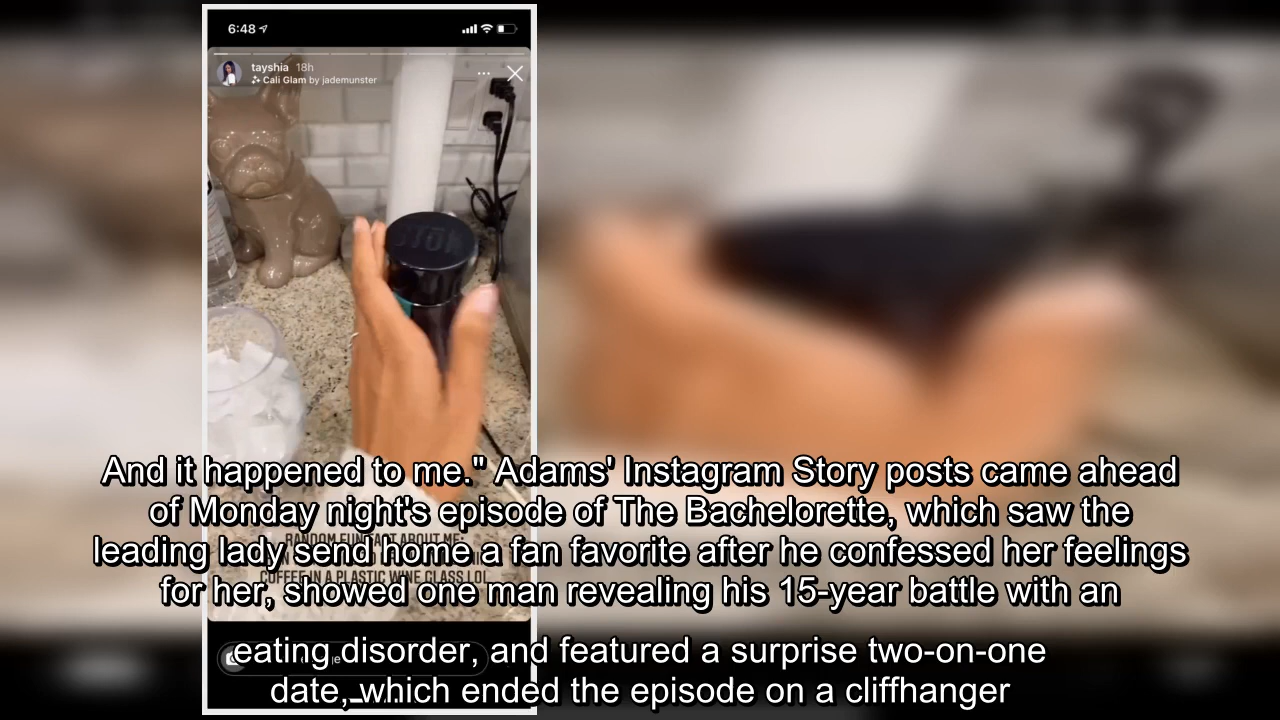 6:48
tayshia 18h
Cali Glam by jademunster
STōK
And it happened to me." Adams' Instagram Story posts came ahead
of Monday night's episode of The Bachelorette, which saw the
leading lady send home a fan favorite after he confessed her feelings
for her, showed one man revealing his 15-year battle with an
RANDOM FUN FACT ABOUT ME:
COFFEE IN A PLASTIC WINE GLASS LOL
eating disorder, and featured a surprise two-on-one
date, which ended the episode on a cliffhanger